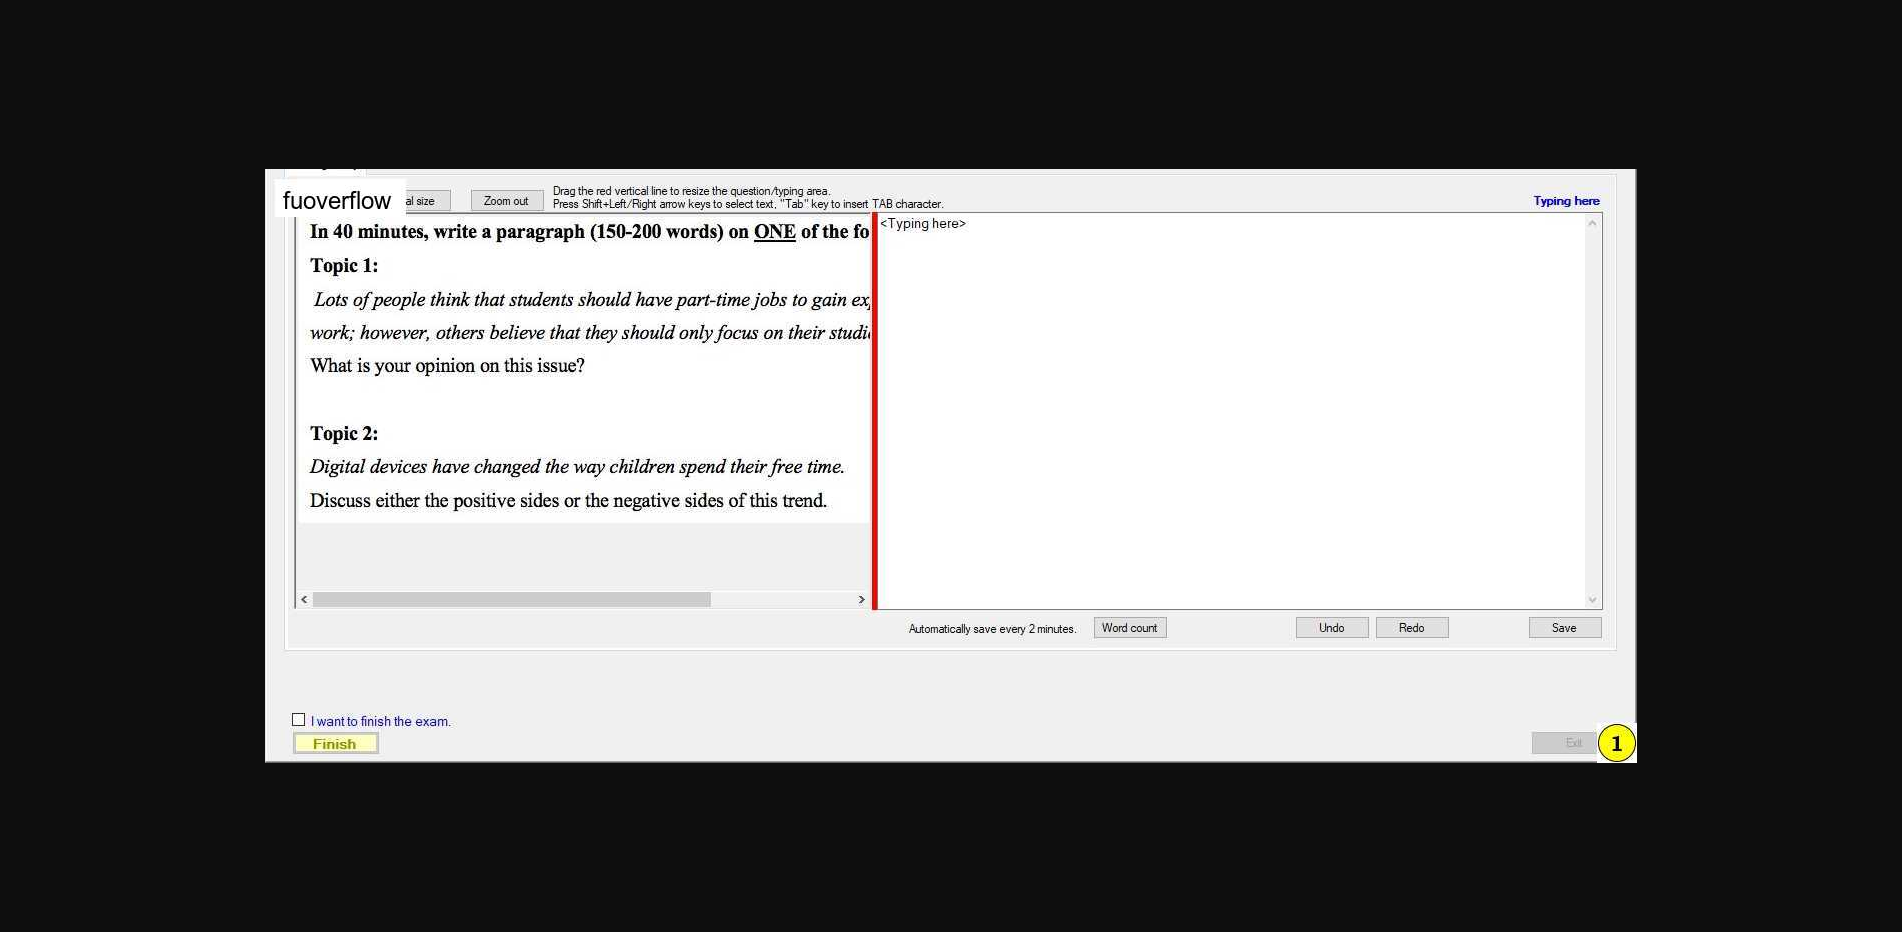 fuoverflow
al size
Zoom out
Drag the red vertical line to resize the question/typing area.
Press Shift+Left/Right arrow keys to select text, "Tab" key to insert TAB character.
Typing here
In 40 minutes, write a paragraph (150-200 words) on ONE of the fo
Topic 1:
Lots of people think that students should have part-time jobs to gain
work; however, others believe that they should only focus on their
What is your opinion on this issue?
Topic 2:
Digital devices have changed the way children spend their free time.
Discuss either the positive sides or the negative sides of this trend.
<Typing here>
Automatically save every 2 minutes.
Word count
Undo
Redo
Save
I want to finish the exam.
Finish
Exit
1